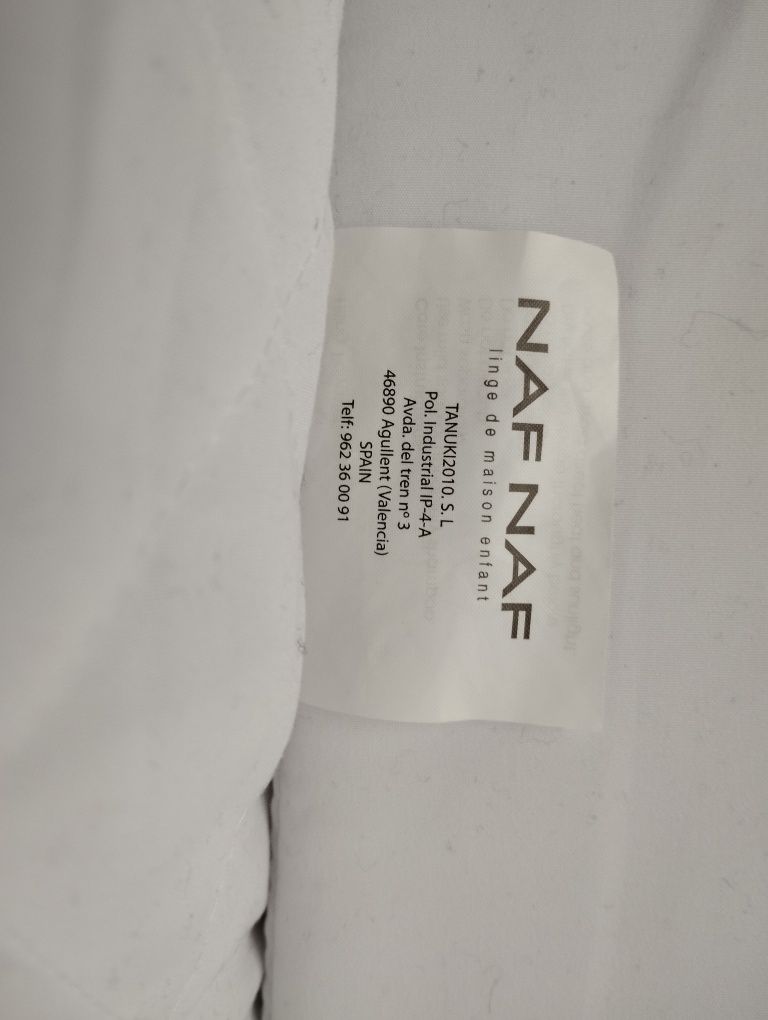 NAF NAF
linge de maison enfant
TANUKI2010. S. L
Pol. Industrial IP-4-A
Avda. del tren nº 3
46890 Agullent (Valencia)
SPAIN
Telf: 962 36 00 91